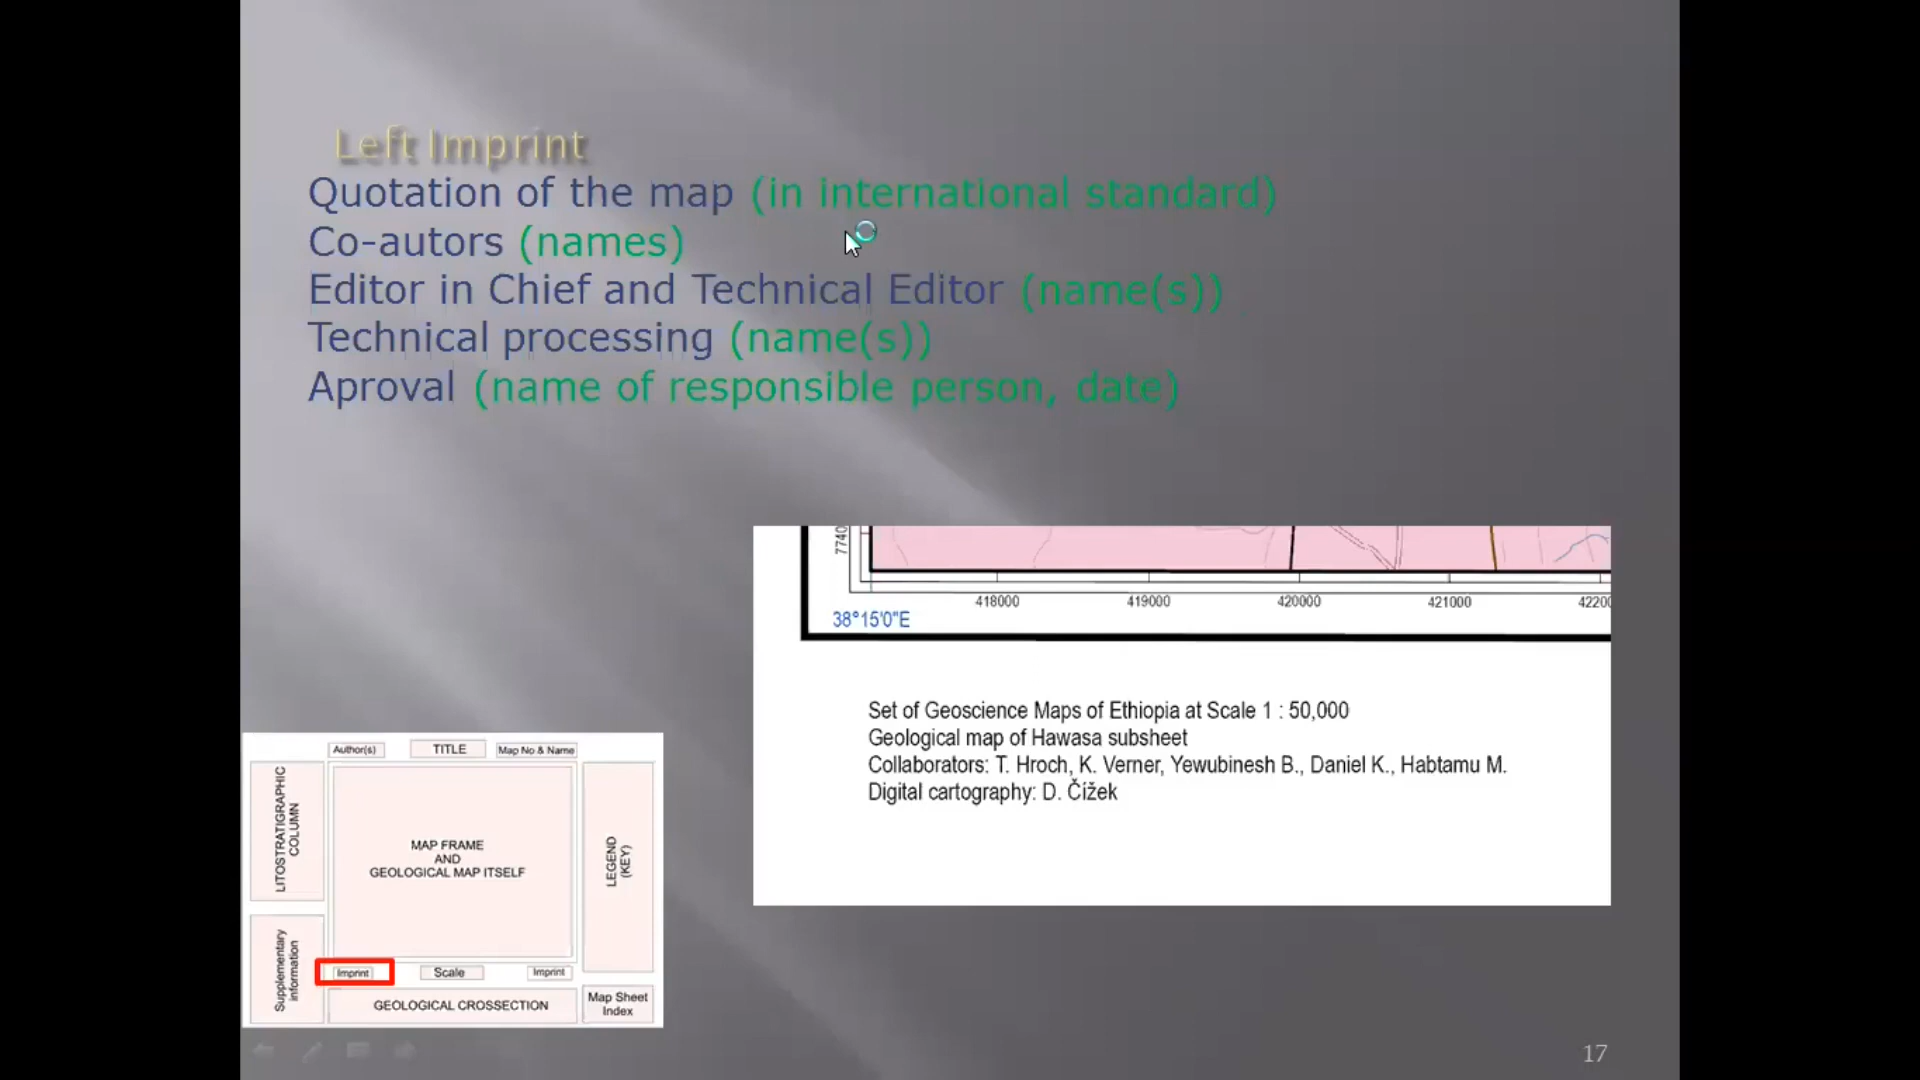 Left Imprint
Quotation of the map (in international standard)
Co-autors (names)
Editor in Chief and Technical Editor (name(s))
Technical processing (name(s))
Aproval (name of responsible person, date)
7740
418000 419000 420000 421000 42200
38°15'0"E
Set of Geoscience Maps of Ethiopia at Scale 1 : 50,000
Geological map of Hawasa subsheet
Collaborators: T. Hroch, K. Verner, Yewubinesh B., Daniel K., Habtamu M.
Digital cartography: D. Čížek
Author(s) TITLE Map No & Name
LITOSTRATIGRAPHIC
COLUMN
MAP FRAME
AND
GEOLOGICAL MAP ITSELF
LEGEND
(KEY)
Supplementary
information
Imprint Scale Imprint
GEOLOGICAL CROSSECTION
Map Sheet
Index
17